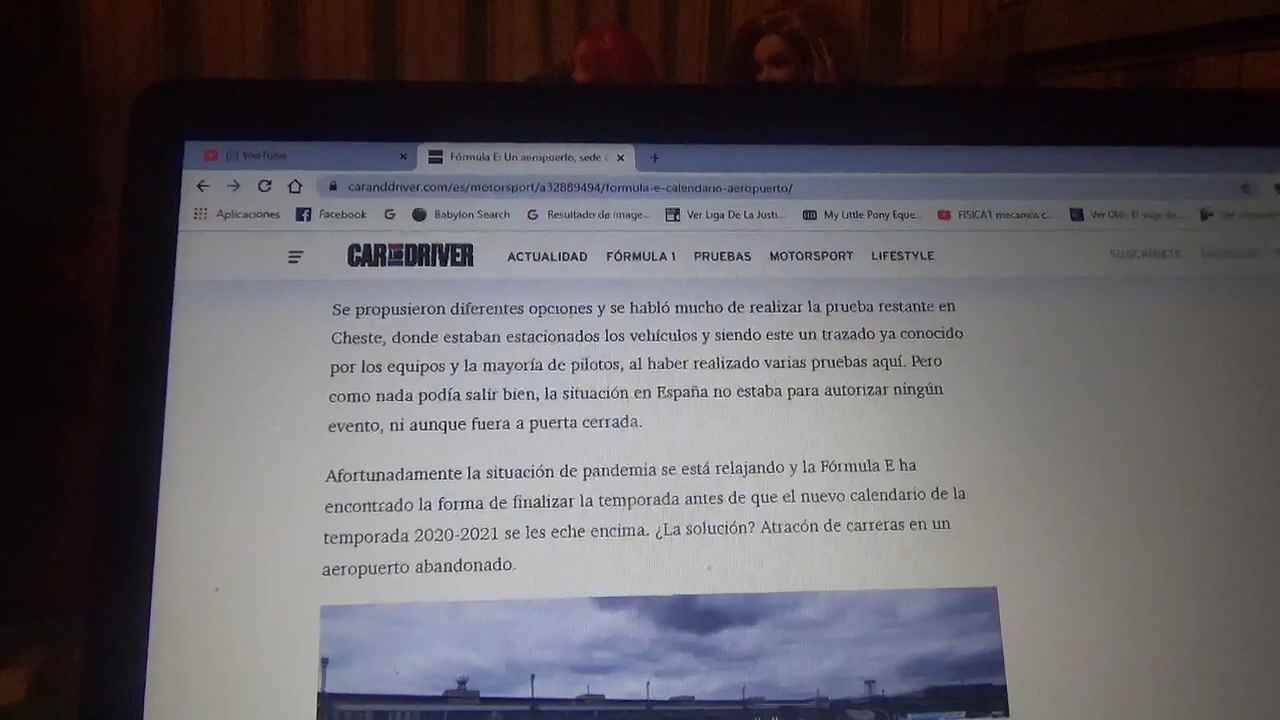 YouTube
Fórmula E: Un aeropuerto, sede
caranddriver.com/es/motorsport/a32889494/formula-e-calendario-aeropuerto/
Aplicaciones Facebook G Babylon Search Resultado de image... Ver Liga De La Justi... My Little Pony Eque... FISICA1 mecanica c...
CAR AND DRIVER ACTUALIDAD FÓRMULA 1 PRUEBAS MOTORSPORT LIFESTYLE SUSCRÍBETE
Se propusieron diferentes opciones y se habló mucho de realizar la prueba restante en
Cheste, donde estaban estacionados los vehículos y siendo este un trazado ya conocido
por los equipos y la mayoría de pilotos, al haber realizado varias pruebas aquí. Pero
como nada podía salir bien, la situación en España no estaba para autorizar ningún
evento, ni aunque fuera a puerta cerrada.
Afortunadamente la situación de pandemia se está relajando y la Fórmula E ha
encontrado la forma de finalizar la temporada antes de que el nuevo calendario de la
temporada 2020-2021 se les eche encima. ¿La solución? Atracón de carreras en un
aeropuerto abandonado.